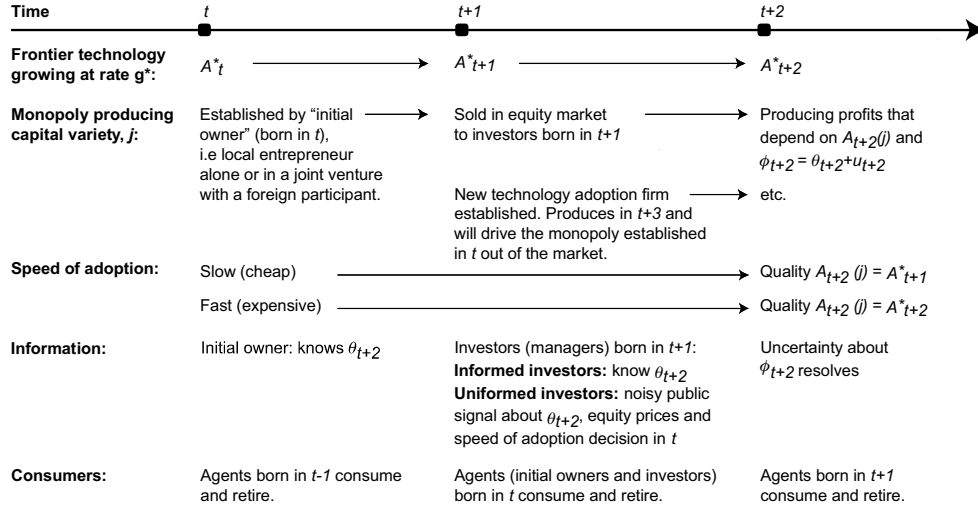 Time t t+1 t+2
Frontier technology
growing at rate g*: A*t A*t+1 A*t+2
Monopoly producing
capital variety, j:
Established by “initial
owner” (born in t),
i.e local entrepreneur
alone or in a joint venture
with a foreign participant.
Sold in equity market
to investors born in t+1
Producing profits that
depend on At+2(j) and
ϕt+2 = θt+2+ut+2
New technology adoption firm
established. Produces in t+3 and
will drive the monopoly established
in t out of the market.
etc.
Speed of adoption: Slow (cheap) Quality At+2 (j) = A*t+1
Fast (expensive) Quality At+2 (j) = A*t+2
Information: Initial owner: knows θt+2
Investors (managers) born in t+1:
Informed investors: know θt+2
Uniformed investors: noisy public
signal about θt+2, equity prices and
speed of adoption decision in t
Uncertainty about
ϕt+2 resolves
Consumers:
Agents born in t-1 consume
and retire.
Agents (initial owners and investors)
born in t consume and retire.
Agents born in t+1
consume and retire.